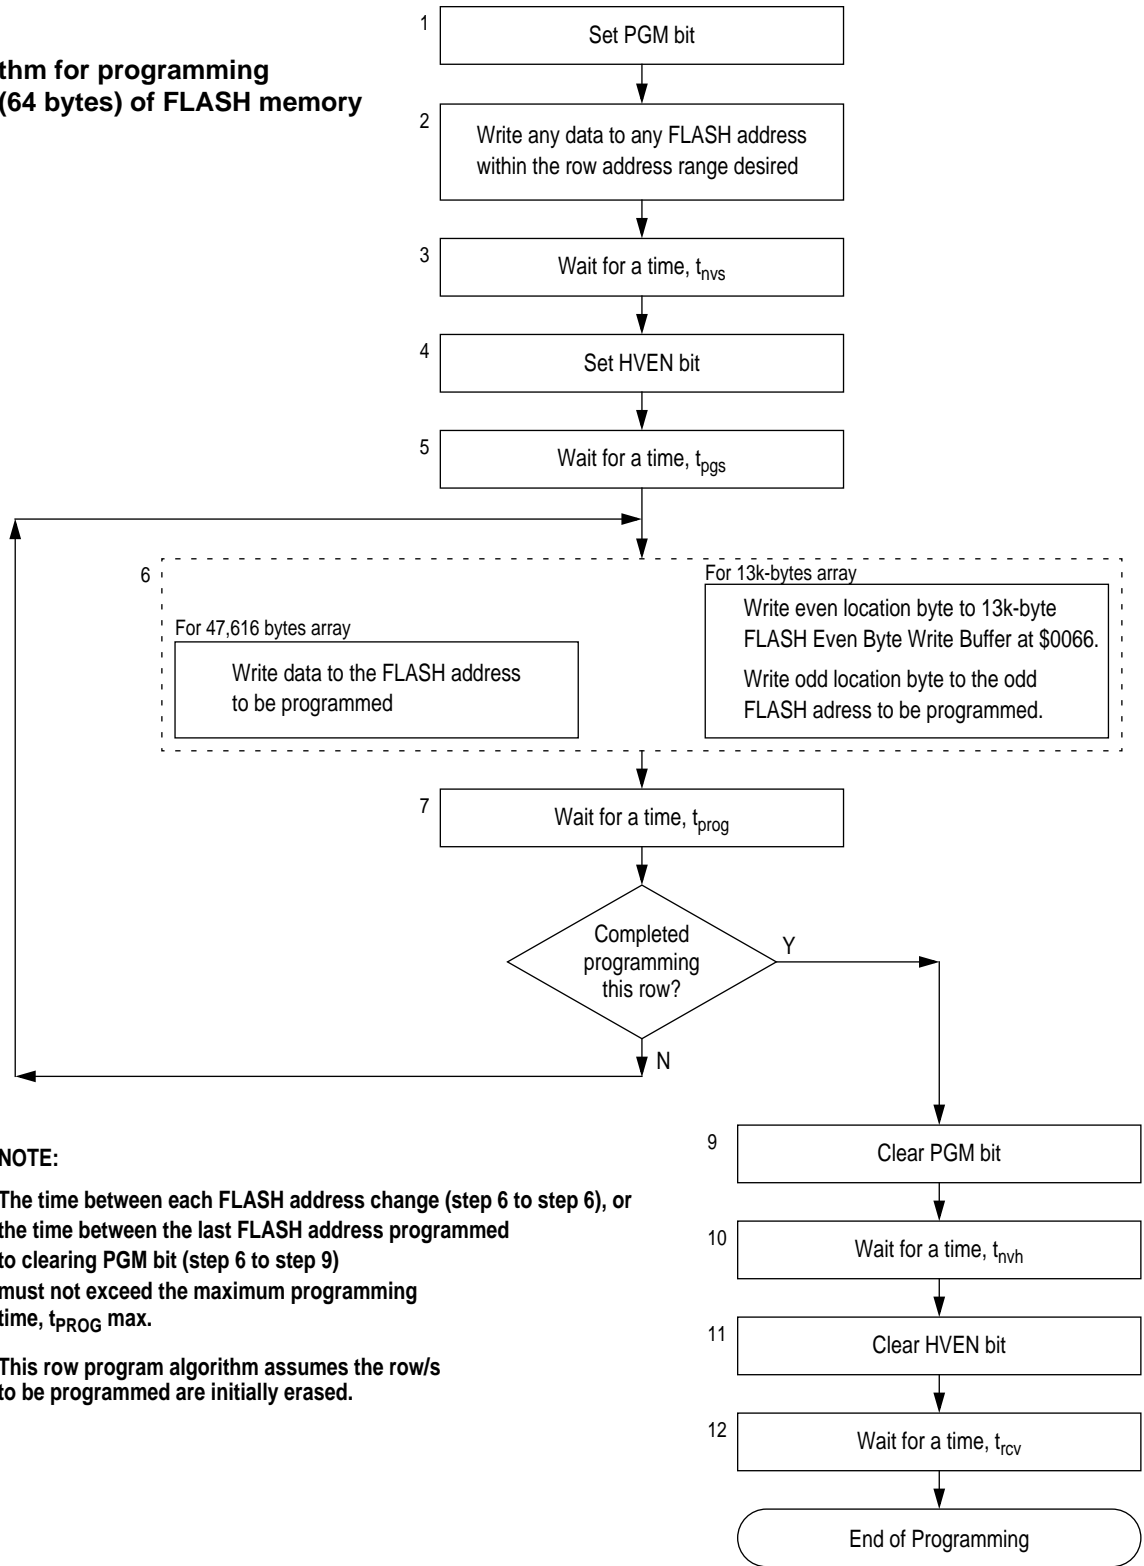 1
Set PGM bit
thm for programming
(64 bytes) of FLASH memory
2
Write any data to any FLASH address
within the row address range desired
3
Wait for a time, tnvs
4
Set HVEN bit
5
Wait for a time, tpgs
6
For 47,616 bytes array
Write data to the FLASH address
to be programmed
For 13k-bytes array
Write even location byte to 13k-byte
FLASH Even Byte Write Buffer at $0066.
Write odd location byte to the odd
FLASH adress to be programmed.
7
Wait for a time, tprog
Completed
programming
this row?
Y
N
NOTE:
The time between each FLASH address change (step 6 to step 6), or
the time between the last FLASH address programmed
to clearing PGM bit (step 6 to step 9)
must not exceed the maximum programming
time, tPROG max.
This row program algorithm assumes the row/s
to be programmed are initially erased.
9
Clear PGM bit
10
Wait for a time, tnvh
11
Clear HVEN bit
12
Wait for a time, trcv
End of Programming